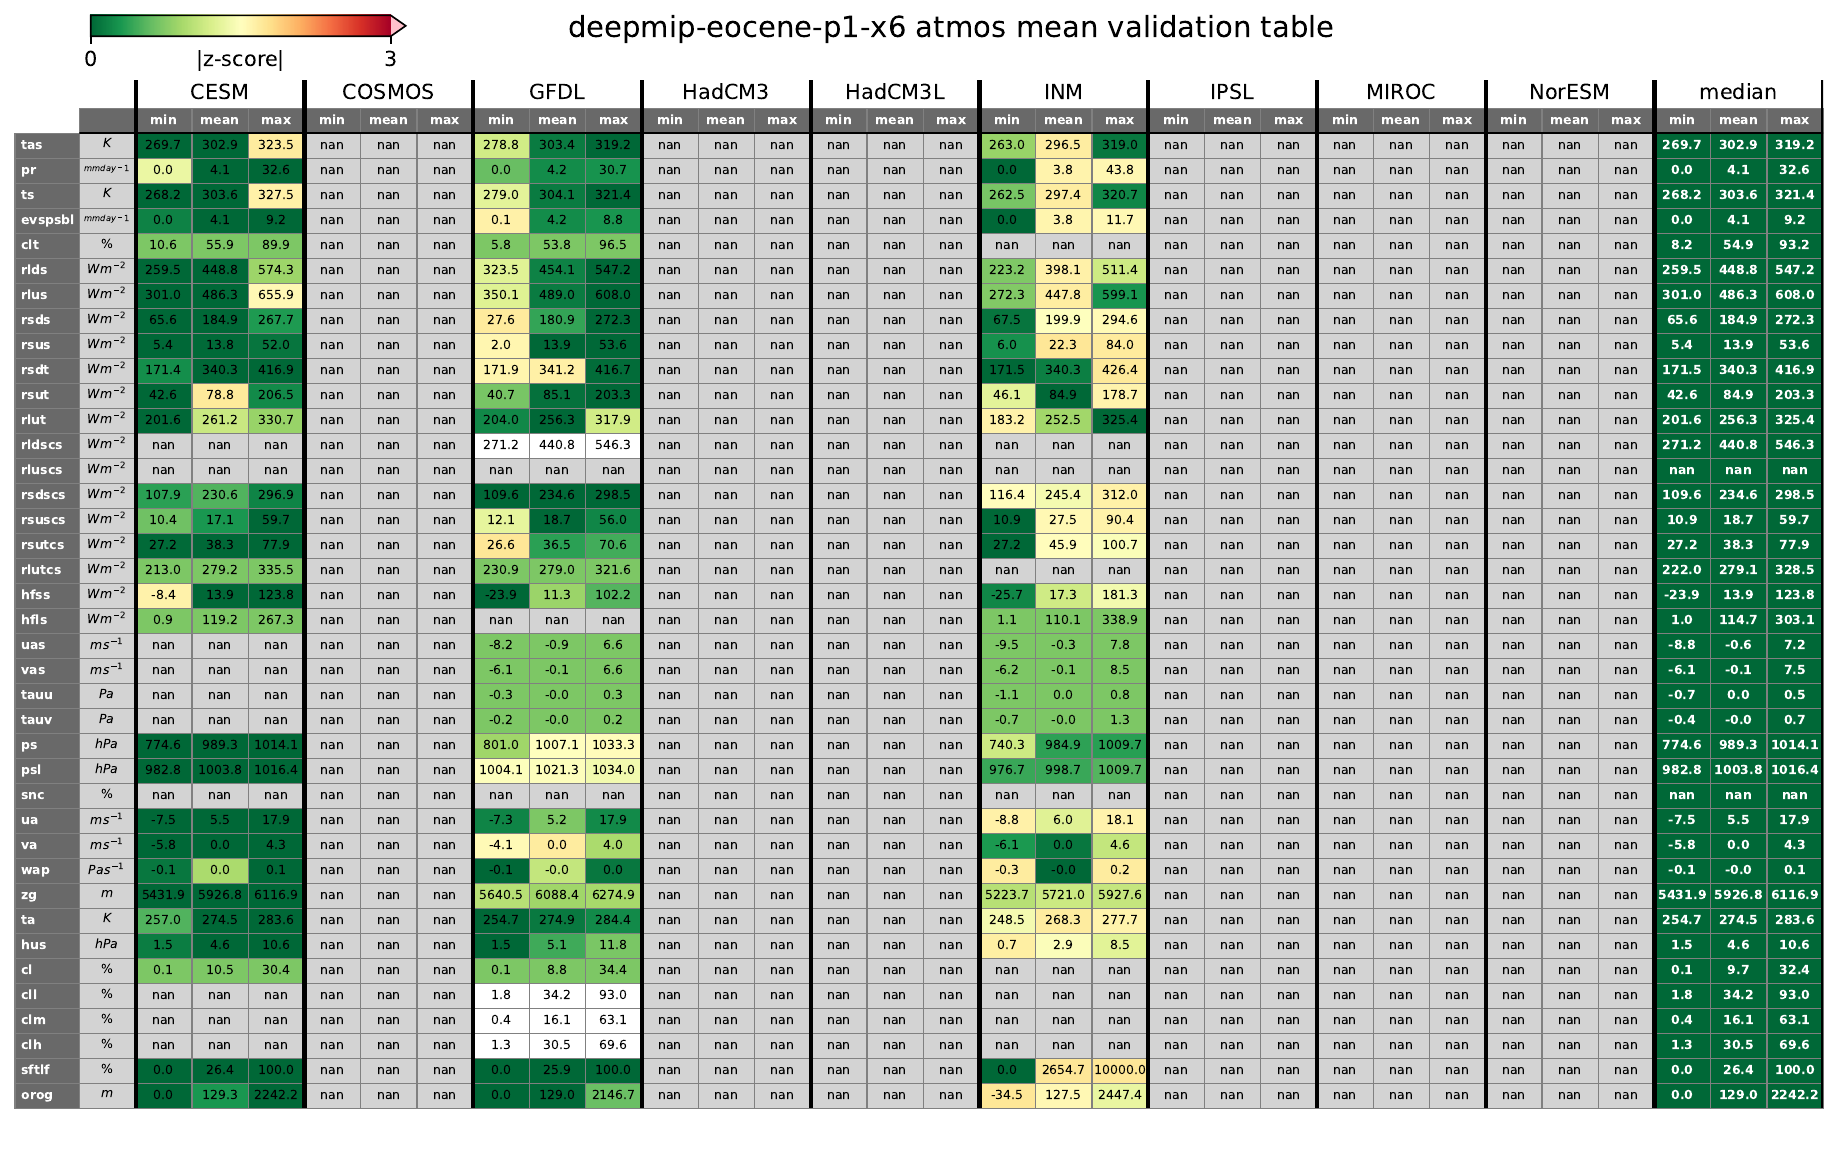 deepmip-eocene-p1-x6 atmos mean validation table
0 3
|z-score|
CESM COSMOS GFDL HadCM3 HadCM3L INM IPSL MIROC NorESM median
min mean max min mean max min mean max min mean max min mean max min mean max min mean max min mean max min mean max min mean max
tas K 269.7 302.9 323.5 nan nan nan 278.8 303.4 319.2 nan nan nan nan nan nan 263.0 296.5 319.0 nan nan nan nan nan nan nan nan nan 269.7 302.9 319.2
pr mmday−1 0.0 4.1 32.6 nan nan nan 0.0 4.2 30.7 nan nan nan nan nan nan 0.0 3.8 43.8 nan nan nan nan nan nan nan nan nan 0.0 4.1 32.6
ts K 268.2 303.6 327.5 nan nan nan 279.0 304.1 321.4 nan nan nan nan nan nan 262.5 297.4 320.7 nan nan nan nan nan nan nan nan nan 268.2 303.6 321.4
evspsbl mmday−1 0.0 4.1 9.2 nan nan nan 0.1 4.2 8.8 nan nan nan nan nan nan 0.0 3.8 11.7 nan nan nan nan nan nan nan nan nan 0.0 4.1 9.2
clt % 10.6 55.9 89.9 nan nan nan 5.8 53.8 96.5 nan nan nan nan nan nan nan nan nan nan nan nan nan nan nan nan nan nan 8.2 54.9 93.2
rlds Wm−2 259.5 448.8 574.3 nan nan nan 323.5 454.1 547.2 nan nan nan nan nan nan 223.2 398.1 511.4 nan nan nan nan nan nan nan nan nan 259.5 448.8 547.2
rlus Wm−2 301.0 486.3 655.9 nan nan nan 350.1 489.0 608.0 nan nan nan nan nan nan 272.3 447.8 599.1 nan nan nan nan nan nan nan nan nan 301.0 486.3 608.0
rsds Wm−2 65.6 184.9 267.7 nan nan nan 27.6 180.9 272.3 nan nan nan nan nan nan 67.5 199.9 294.6 nan nan nan nan nan nan nan nan nan 65.6 184.9 272.3
rsus Wm−2 5.4 13.8 52.0 nan nan nan 2.0 13.9 53.6 nan nan nan nan nan nan 6.0 22.3 84.0 nan nan nan nan nan nan nan nan nan 5.4 13.9 53.6
rsdt Wm−2 171.4 340.3 416.9 nan nan nan 171.9 341.2 416.7 nan nan nan nan nan nan 171.5 340.3 426.4 nan nan nan nan nan nan nan nan nan 171.5 340.3 416.9
rsut Wm−2 42.6 78.8 206.5 nan nan nan 40.7 85.1 203.3 nan nan nan nan nan nan 46.1 84.9 178.7 nan nan nan nan nan nan nan nan nan 42.6 84.9 203.3
rlut Wm−2 201.6 261.2 330.7 nan nan nan 204.0 256.3 317.9 nan nan nan nan nan nan 183.2 252.5 325.4 nan nan nan nan nan nan nan nan nan 201.6 256.3 325.4
rldscs Wm−2 nan nan nan nan nan nan 271.2 440.8 546.3 nan nan nan nan nan nan nan nan nan nan nan nan nan nan nan nan nan nan 271.2 440.8 546.3
rluscs Wm−2 nan nan nan nan nan nan nan nan nan nan nan nan nan nan nan nan nan nan nan nan nan nan nan nan nan nan nan nan nan nan
rsdscs Wm−2 107.9 230.6 296.9 nan nan nan 109.6 234.6 298.5 nan nan nan nan nan nan 116.4 245.4 312.0 nan nan nan nan nan nan nan nan nan 109.6 234.6 298.5
rsuscs Wm−2 10.4 17.1 59.7 nan nan nan 12.1 18.7 56.0 nan nan nan nan nan nan 10.9 27.5 90.4 nan nan nan nan nan nan nan nan nan 10.9 18.7 59.7
rsutcs Wm−2 27.2 38.3 77.9 nan nan nan 26.6 36.5 70.6 nan nan nan nan nan nan 27.2 45.9 100.7 nan nan nan nan nan nan nan nan nan 27.2 38.3 77.9
rlutcs Wm−2 213.0 279.2 335.5 nan nan nan 230.9 279.0 321.6 nan nan nan nan nan nan nan nan nan nan nan nan nan nan nan nan nan nan 222.0 279.1 328.5
hfss Wm−2 -8.4 13.9 123.8 nan nan nan -23.9 11.3 102.2 nan nan nan nan nan nan -25.7 17.3 181.3 nan nan nan nan nan nan nan nan nan -23.9 13.9 123.8
hfls Wm−2 0.9 119.2 267.3 nan nan nan nan nan nan nan nan nan nan nan nan 1.1 110.1 338.9 nan nan nan nan nan nan nan nan nan 1.0 114.7 303.1
uas ms−1 nan nan nan nan nan nan -8.2 -0.9 6.6 nan nan nan nan nan nan -9.5 -0.3 7.8 nan nan nan nan nan nan nan nan nan -8.8 -0.6 7.2
vas ms−1 nan nan nan nan nan nan -6.1 -0.1 6.6 nan nan nan nan nan nan -6.2 -0.1 8.5 nan nan nan nan nan nan nan nan nan -6.1 -0.1 7.5
tauu Pa nan nan nan nan nan nan -0.3 -0.0 0.3 nan nan nan nan nan nan -1.1 0.0 0.8 nan nan nan nan nan nan nan nan nan -0.7 0.0 0.5
tauv Pa nan nan nan nan nan nan -0.2 -0.0 0.2 nan nan nan nan nan nan -0.7 -0.0 1.3 nan nan nan nan nan nan nan nan nan -0.4 -0.0 0.7
ps hPa 774.6 989.3 1014.1 nan nan nan 801.0 1007.1 1033.3 nan nan nan nan nan nan 740.3 984.9 1009.7 nan nan nan nan nan nan nan nan nan 774.6 989.3 1014.1
psl hPa 982.8 1003.8 1016.4 nan nan nan 1004.1 1021.3 1034.0 nan nan nan nan nan nan 976.7 998.7 1009.7 nan nan nan nan nan nan nan nan nan 982.8 1003.8 1016.4
snc % nan nan nan nan nan nan nan nan nan nan nan nan nan nan nan nan nan nan nan nan nan nan nan nan nan nan nan nan nan nan
ua ms−1 -7.5 5.5 17.9 nan nan nan -7.3 5.2 17.9 nan nan nan nan nan nan -8.8 6.0 18.1 nan nan nan nan nan nan nan nan nan -7.5 5.5 17.9
va ms−1 -5.8 0.0 4.3 nan nan nan -4.1 0.0 4.0 nan nan nan nan nan nan -6.1 0.0 4.6 nan nan nan nan nan nan nan nan nan -5.8 0.0 4.3
wap Pas−1 -0.1 0.0 0.1 nan nan nan -0.1 -0.0 0.0 nan nan nan nan nan nan -0.3 -0.0 0.2 nan nan nan nan nan nan nan nan nan -0.1 -0.0 0.1
zg m 5431.9 5926.8 6116.9 nan nan nan 5640.5 6088.4 6274.9 nan nan nan nan nan nan 5223.7 5721.0 5927.6 nan nan nan nan nan nan nan nan nan 5431.9 5926.8 6116.9
ta K 257.0 274.5 283.6 nan nan nan 254.7 274.9 284.4 nan nan nan nan nan nan 248.5 268.3 277.7 nan nan nan nan nan nan nan nan nan 254.7 274.5 283.6
hus hPa 1.5 4.6 10.6 nan nan nan 1.5 5.1 11.8 nan nan nan nan nan nan 0.7 2.9 8.5 nan nan nan nan nan nan nan nan nan 1.5 4.6 10.6
cl % 0.1 10.5 30.4 nan nan nan 0.1 8.8 34.4 nan nan nan nan nan nan nan nan nan nan nan nan nan nan nan nan nan nan 0.1 9.7 32.4
cll % nan nan nan nan nan nan 1.8 34.2 93.0 nan nan nan nan nan nan nan nan nan nan nan nan nan nan nan nan nan nan 1.8 34.2 93.0
clm % nan nan nan nan nan nan 0.4 16.1 63.1 nan nan nan nan nan nan nan nan nan nan nan nan nan nan nan nan nan nan 0.4 16.1 63.1
clh % nan nan nan nan nan nan 1.3 30.5 69.6 nan nan nan nan nan nan nan nan nan nan nan nan nan nan nan nan nan nan 1.3 30.5 69.6
sftlf % 0.0 26.4 100.0 nan nan nan 0.0 25.9 100.0 nan nan nan nan nan nan 0.0 2654.7 10000.0 nan nan nan nan nan nan nan nan nan 0.0 26.4 100.0
orog m 0.0 129.3 2242.2 nan nan nan 0.0 129.0 2146.7 nan nan nan nan nan nan -34.5 127.5 2447.4 nan nan nan nan nan nan nan nan nan 0.0 129.0 2242.2